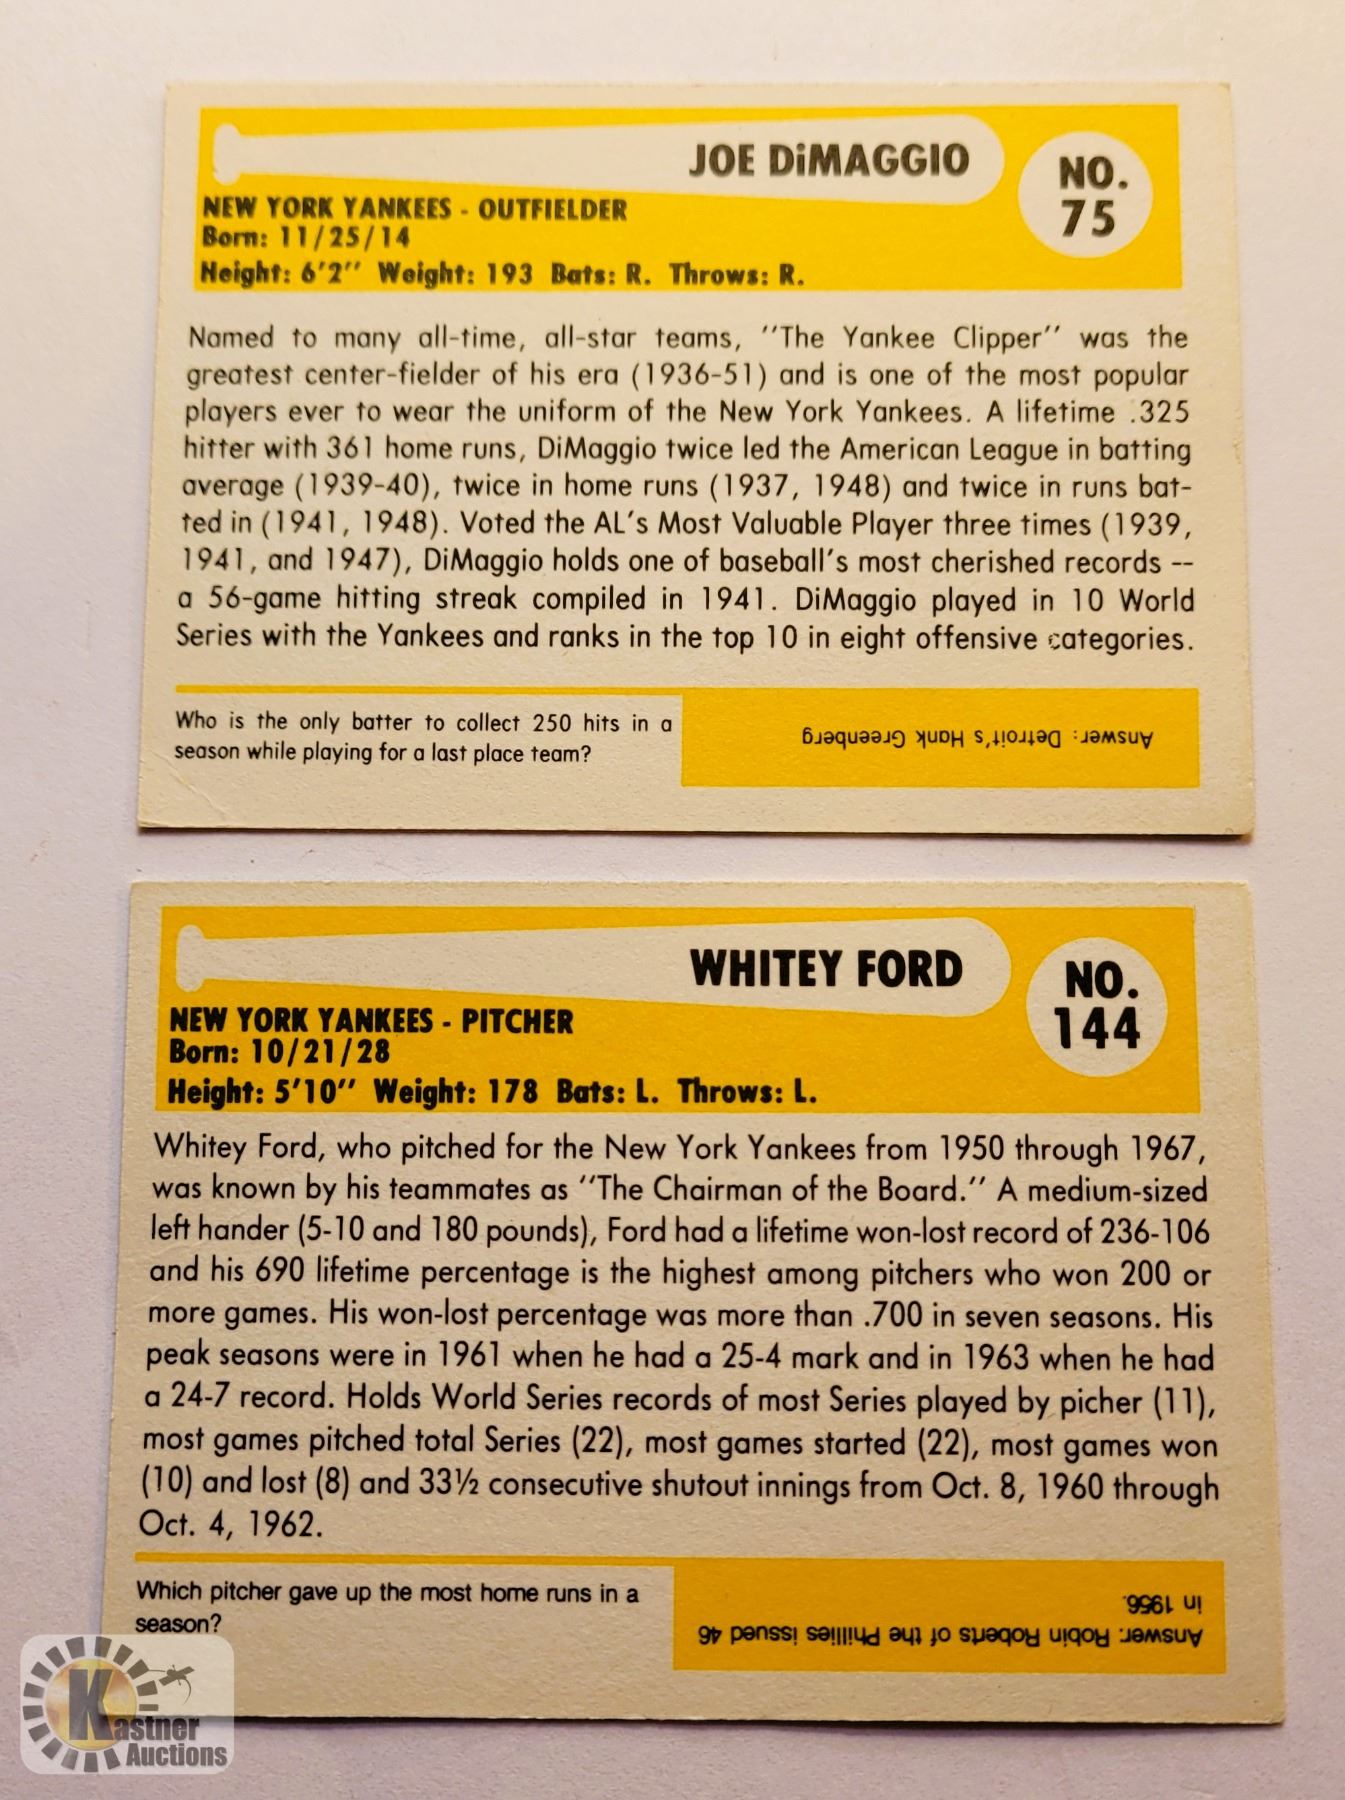 JOE DiMAGGIO
NO.
75
NEW YORK YANKEES - OUTFIELDER
Born: 11/25/14
Height: 6'2'' Weight: 193 Bats: R. Throws: R.
Named to many all-time, all-star teams, ''The Yankee Clipper'' was the
greatest center-fielder of his era (1936-51) and is one of the most popular
players ever to wear the uniform of the New York Yankees. A lifetime .325
hitter with 361 home runs, DiMaggio twice led the American League in batting
average (1939-40), twice in home runs (1937, 1948) and twice in runs bat-
ted in (1941, 1948). Voted the AL's Most Valuable Player three times (1939,
1941, and 1947), DiMaggio holds one of baseball's most cherished records --
a 56-game hitting streak compiled in 1941. DiMaggio played in 10 World
Series with the Yankees and ranks in the top 10 in eight offensive categories.
Who is the only batter to collect 250 hits in a
season while playing for a last place team?
Answer: Detroit's Hank Greenberg
WHITEY FORD
NO.
144
NEW YORK YANKEES - PITCHER
Born: 10/21/28
Height: 5'10'' Weight: 178 Bats: L. Throws: L.
Whitey Ford, who pitched for the New York Yankees from 1950 through 1967,
was known by his teammates as ''The Chairman of the Board.'' A medium-sized
left hander (5-10 and 180 pounds), Ford had a lifetime won-lost record of 236-106
and his 690 lifetime percentage is the highest among pitchers who won 200 or
more games. His won-lost percentage was more than .700 in seven seasons. His
peak seasons were in 1961 when he had a 25-4 mark and in 1963 when he had
a 24-7 record. Holds World Series records of most Series played by picher (11),
most games pitched total Series (22), most games started (22), most games won
(10) and lost (8) and 33½ consecutive shutout innings from Oct. 8, 1960 through
Oct. 4, 1962.
Which pitcher gave up the most home runs in a
season?
Answer: Robin Roberts of the Phillies issued 46
in 1956.
Kastner
Auctions